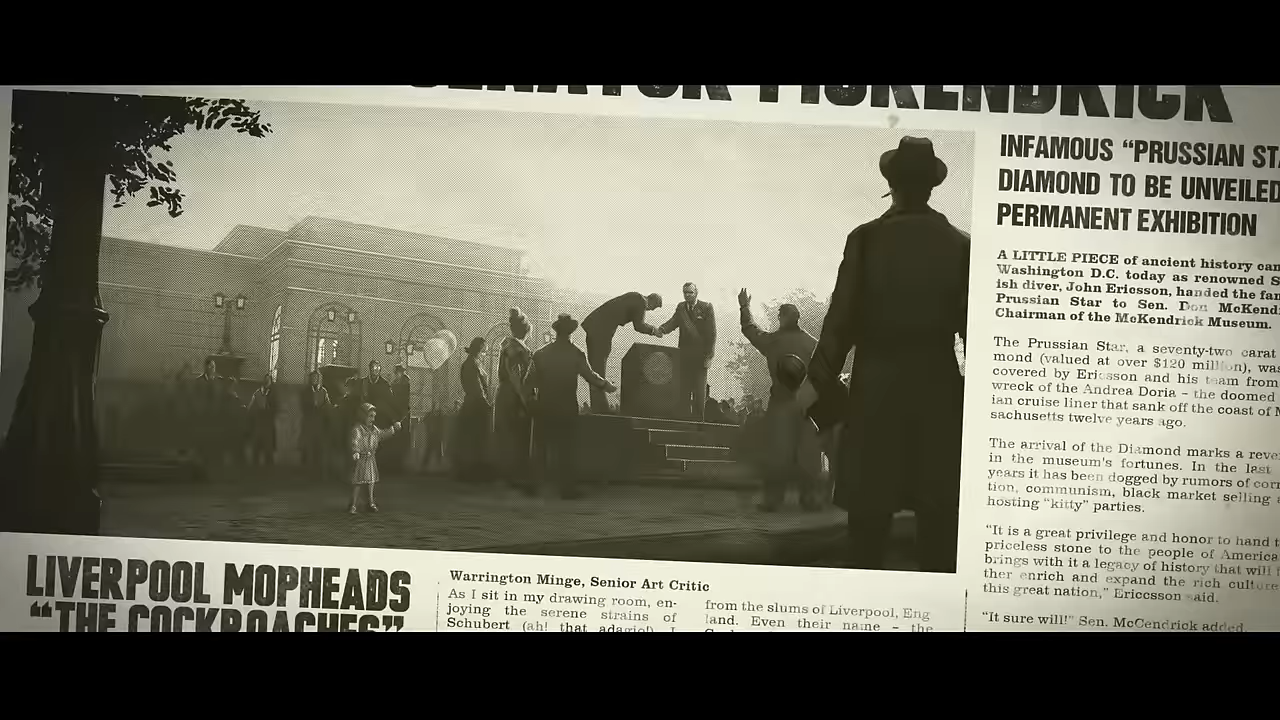 SENATOR MCKENDRICK
INFAMOUS “PRUSSIAN
DIAMOND TO BE UNVEILED
PERMANENT EXHIBITION
A LITTLE PIECE of ancient history
Washington D.C. today as renowned
ish diver, John Ericsson, handed the
Prussian Star to Sen. Don
Chairman of the McKendrick Museum.
The Prussian Star, a seventy-two carat
mond (valued at over $120 million), was
covered by Ericsson and his team from
wreck of the Andrea Doria – the doomed
ian cruise liner that sank off the coast of
sachusetts twelve years ago.
The arrival of the Diamond marks a
in the museum's fortunes. In the last
years it has been dogged by rumors of
tion, communism, black market selling
hosting “kitty” parties.
“It is a great privilege and honor to hand
priceless stone to the people of America
brings with it a legacy of history that will
ther enrich and expand the rich culture
this great nation,” Ericcson said.
“It sure will!” Sen. McCendrick added.
LIVERPOOL MOPHEADS
“THE COCKROACHES”
Warrington Minge, Senior Art Critic
As I sit in my drawing room, en-
joying the serene strains of
Schubert (ah! that adagio!). I
from the slums of Liverpool, Eng
land. Even their name – the